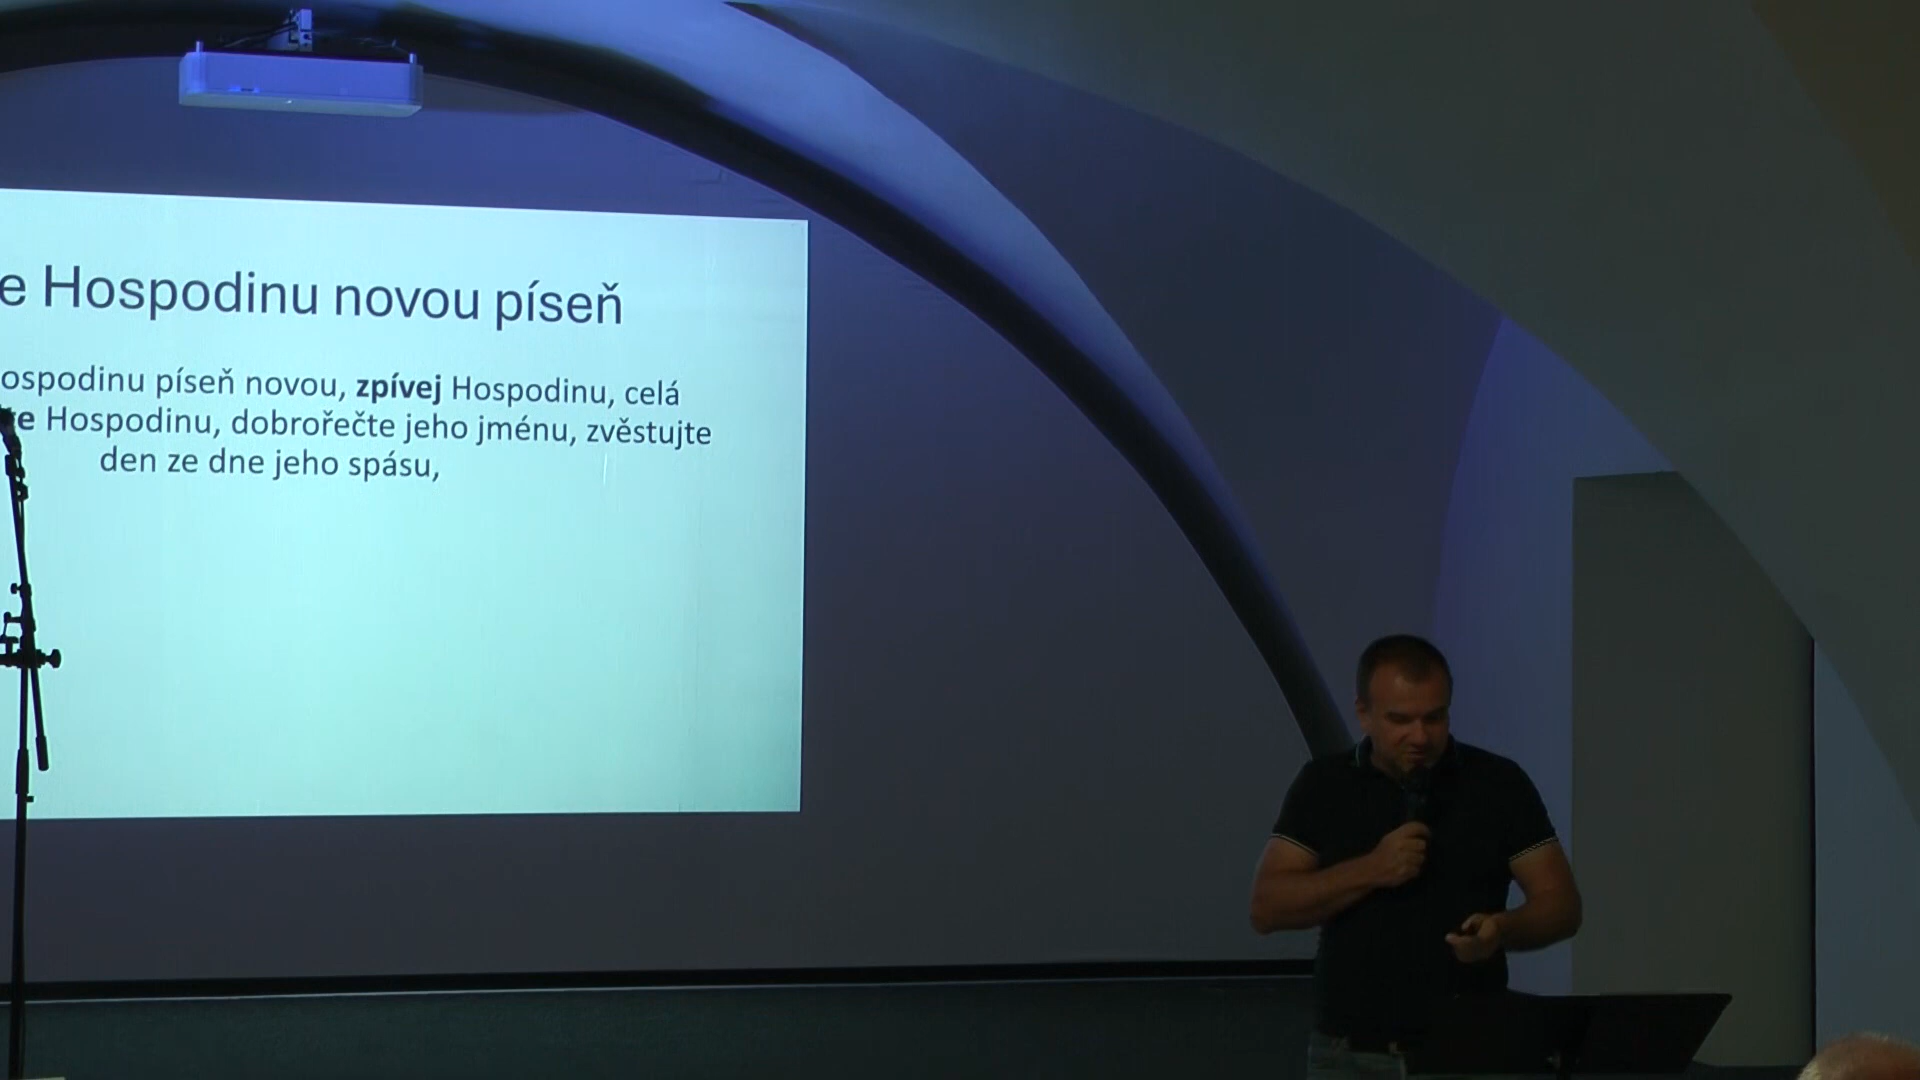 e Hospodinu novou píseň
ospodinu píseň novou, zpívej Hospodinu, celá
te Hospodinu, dobrořečte jeho jménu, zvěstujte
den ze dne jeho spásu,